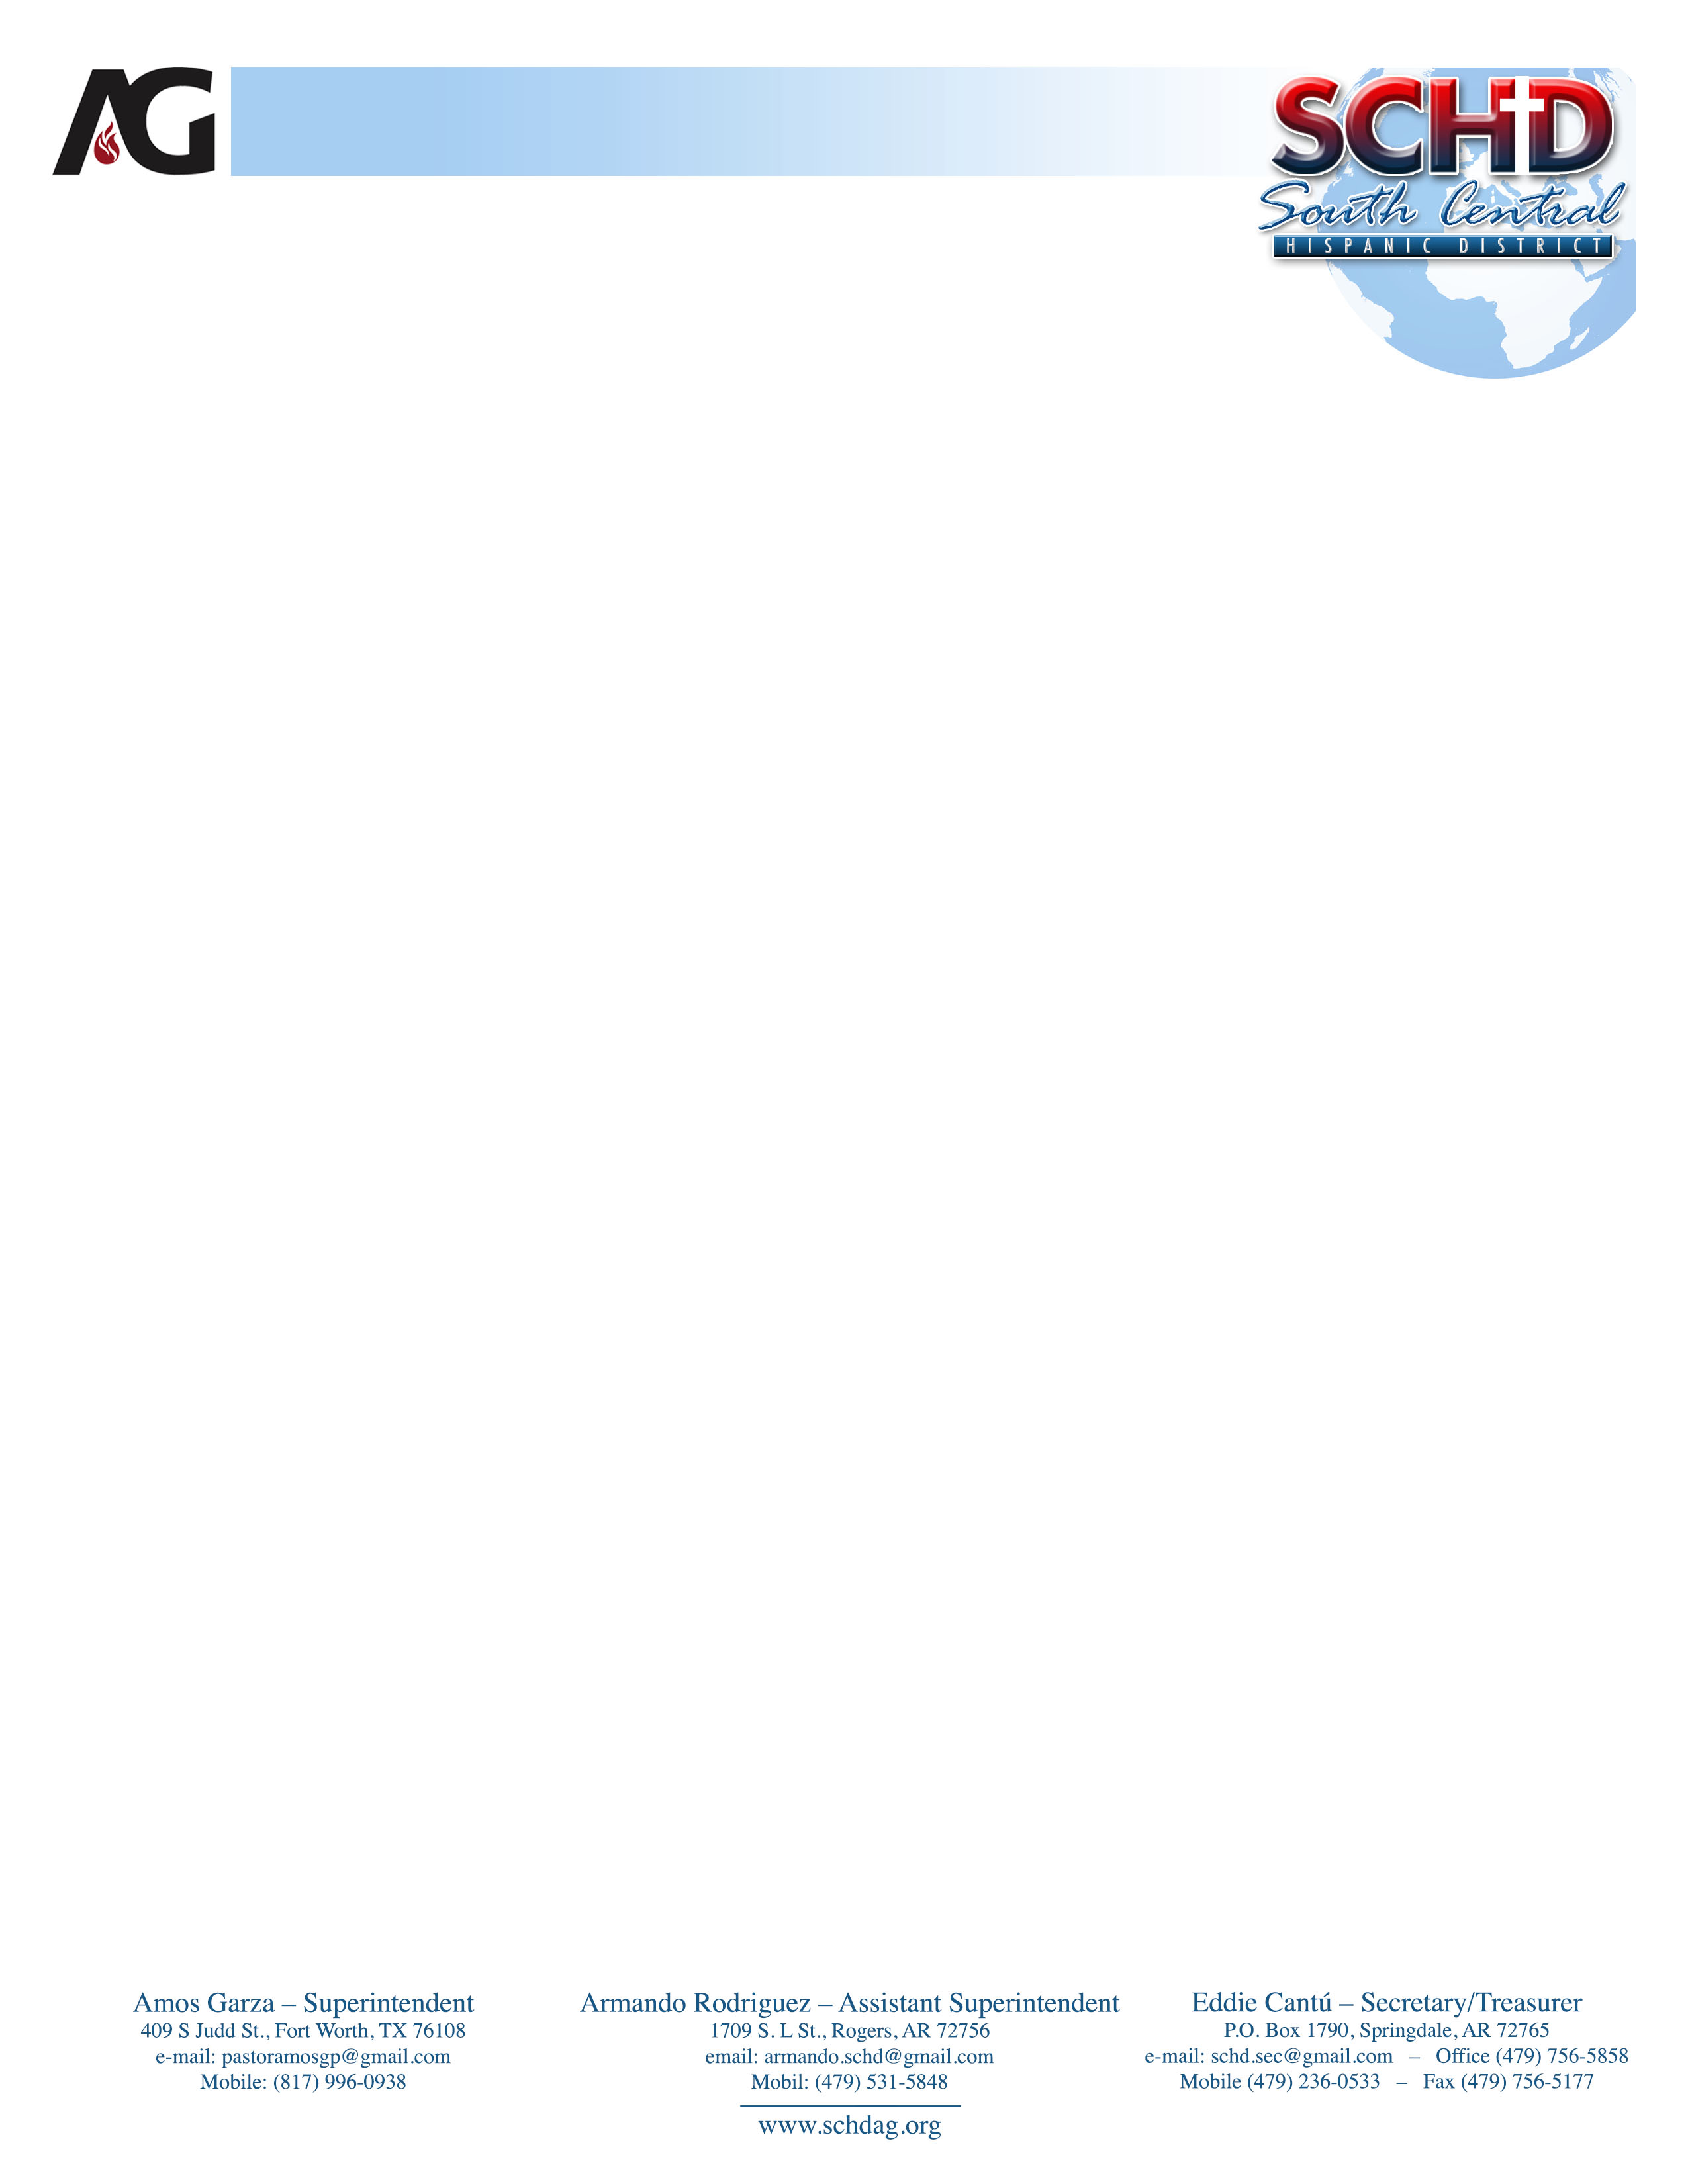 AG
SCHD
South Central
HISPANIC DISTRICT
Amos Garza – Superintendent
409 S Judd St., Fort Worth, TX 76108
e-mail: pastoramosgp@gmail.com
Mobile: (817) 996-0938
Armando Rodriguez – Assistant Superintendent
1709 S. L St., Rogers, AR 72756
email: armando.schd@gmail.com
Mobil: (479) 531-5848
Eddie Cantú – Secretary/Treasurer
P.O. Box 1790, Springdale, AR 72765
e-mail: schd.sec@gmail.com – Office (479) 756-5858
Mobile (479) 236-0533 – Fax (479) 756-5177
www.schdag.org